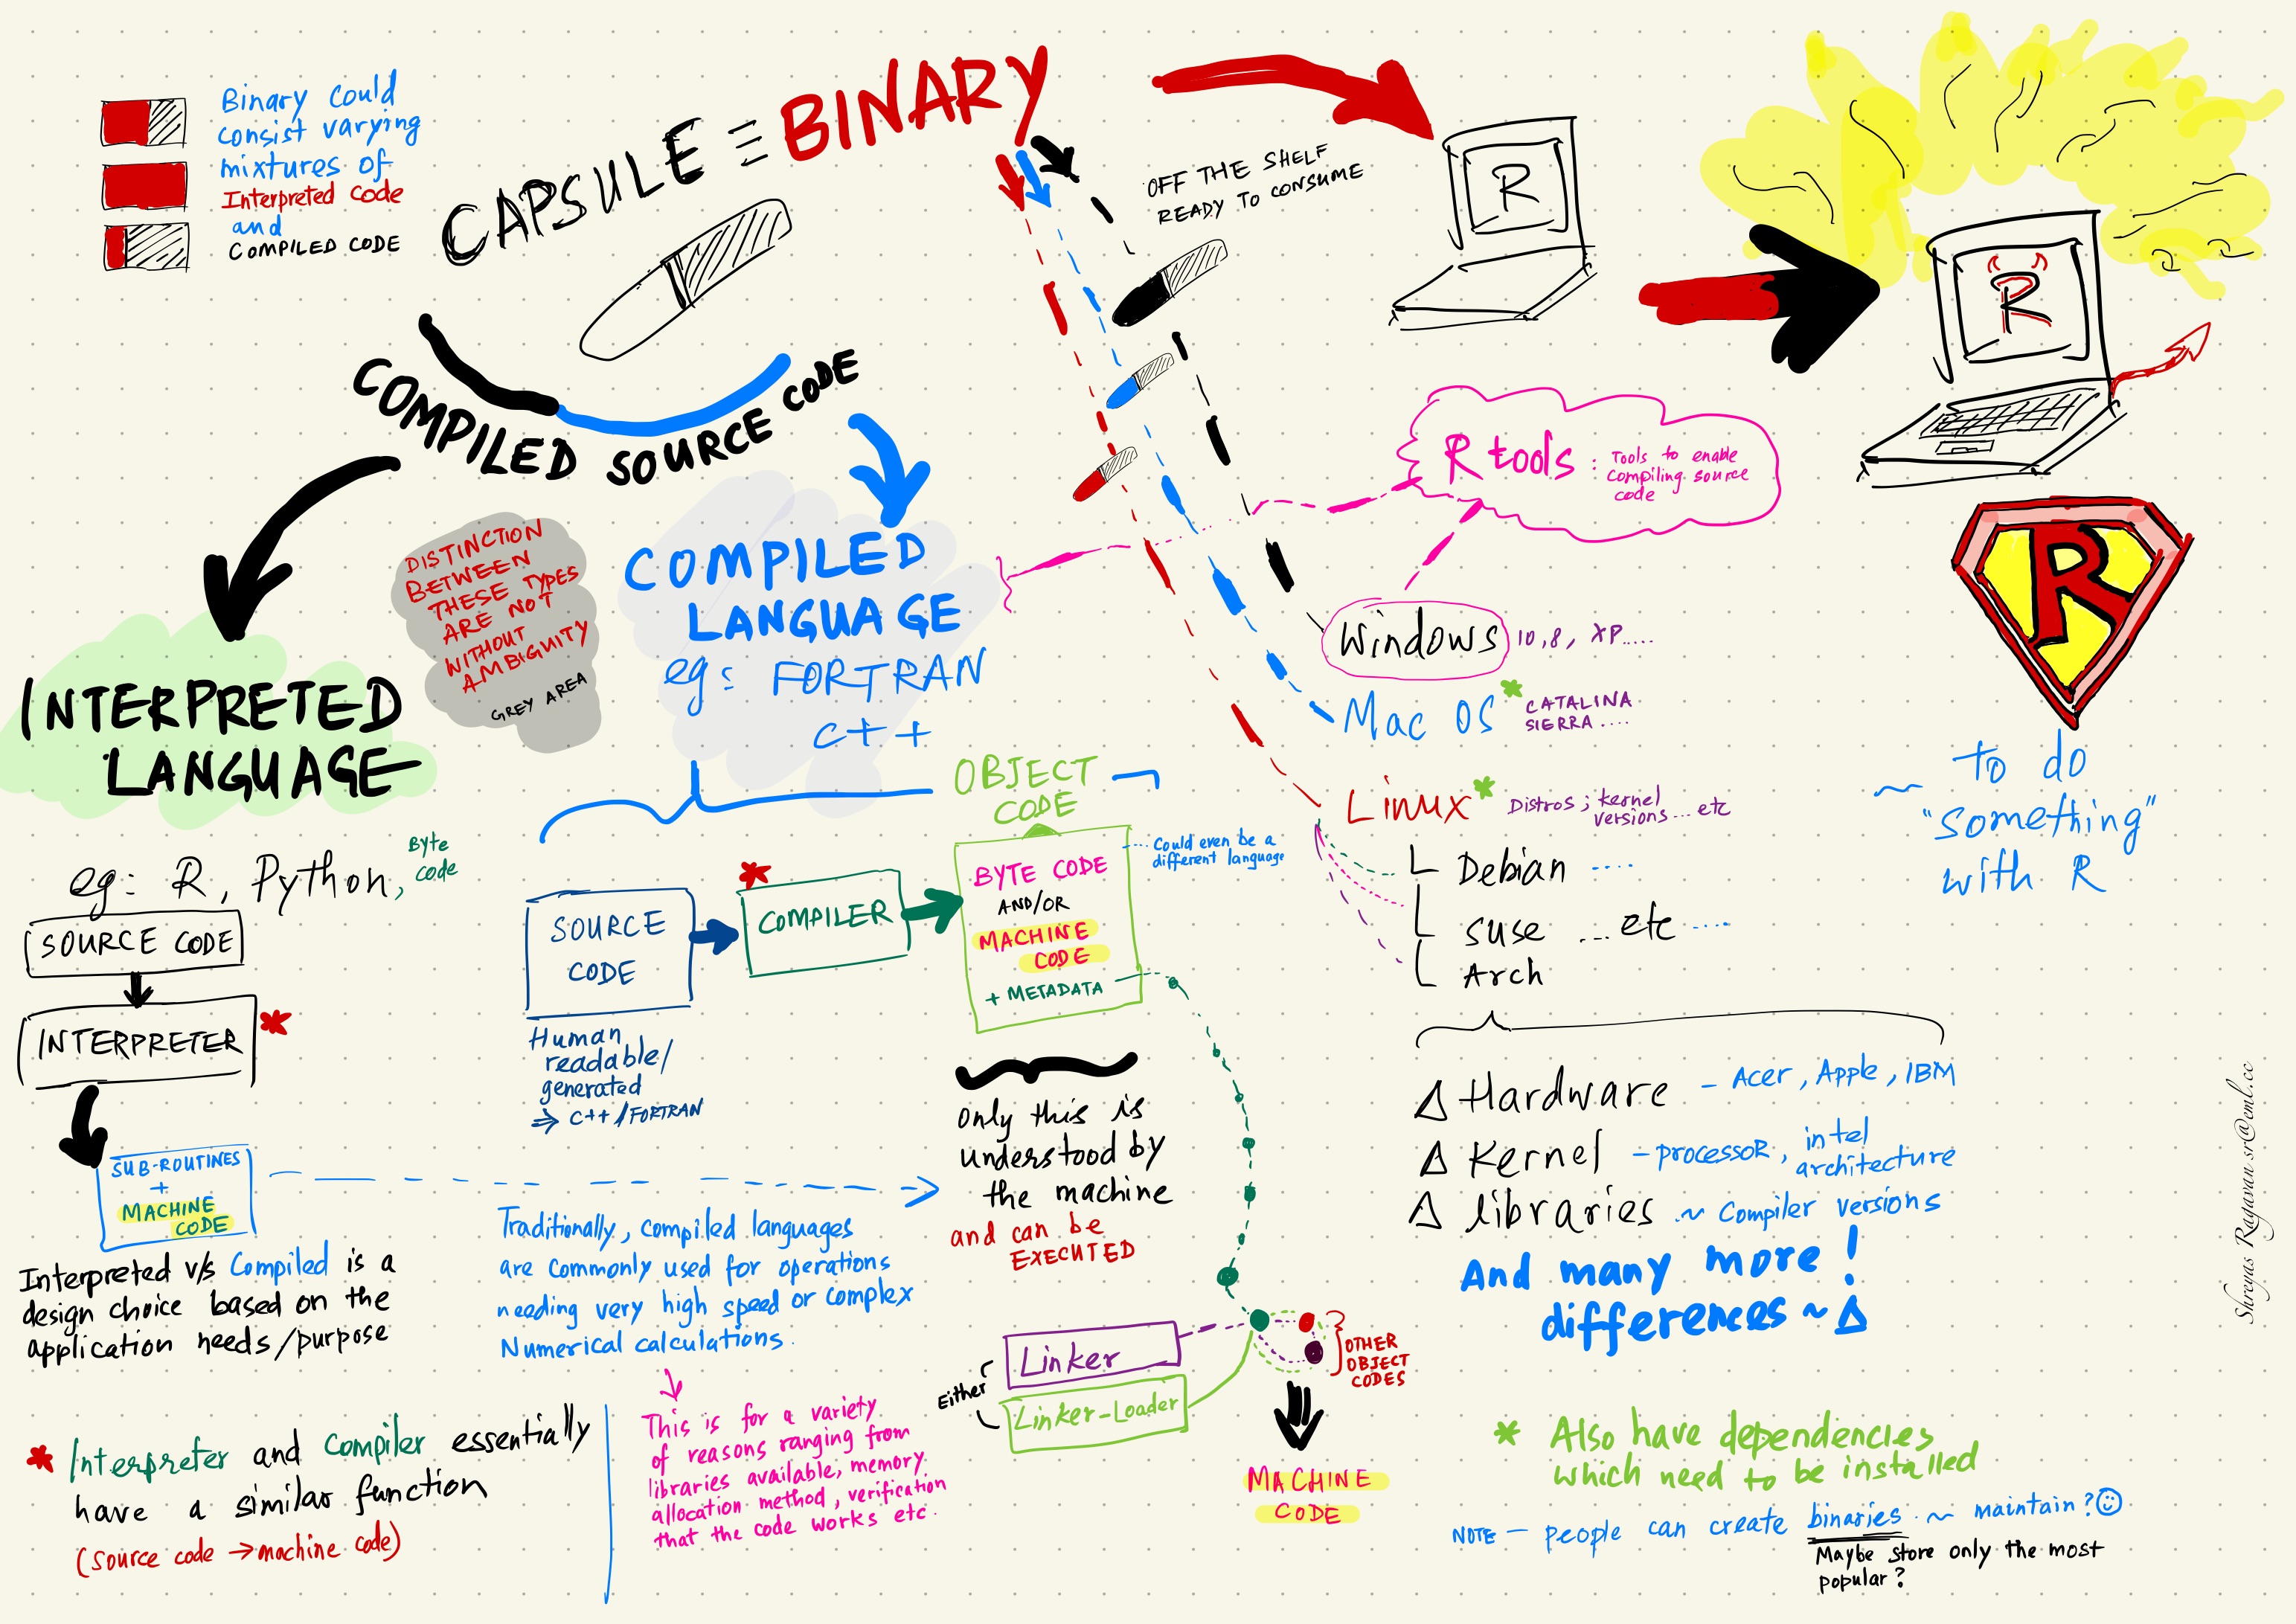 Binary Could
consist varying
mixtures of
Interpreted code
and
COMPILED CODE
CAPSULE ≡ BINARY
OFF THE SHELF
READY TO CONSUME
R
R
COMPILED SOURCE CODE
R tools : Tools to enable
compiling source
code
DISTINCTION
BETWEEN
THESE TYPES
ARE NOT
WITHOUT
AMBIGUITY
GREY AREA
COMPILED
LANGUAGE
eg: FORTRAN
C++
R
Windows 10, 8, XP.....
Mac OS * CATALINA
SIERRA ....
Linux * Distros ; kernel
versions ... etc
Debian ....
suse ... etc ....
Arch
to do
~ "something"
with R
INTERPRETED
LANGUAGE
eg: R, Python, Byte
code
SOURCE CODE
INTERPRETER *
SUB-ROUTINES
+
MACHINE
CODE
Interpreted v/s Compiled is a
design choice based on the
application needs/purpose
* Interpreter and Compiler essentially
have a similar function
(source code → machine code)
SOURCE
CODE
Human
readable/
generated
⇒ C++ / FORTRAN
*
COMPILER
OBJECT
CODE
BYTE CODE
AND/OR
MACHINE
CODE
+ METADATA
.... Could even be a
different language
Only this is
understood by
the machine
and can be
EXECUTED
Traditionally, compiled languages
are commonly used for operations
needing very high speed or complex
Numerical calculations.
This is for a variety
of reasons ranging from
libraries available, memory
allocation method, verification
that the code works etc.
Either
Linker
Linker-Loader
OTHER
OBJECT
CODES
MACHINE
CODE
Δ Hardware - Acer, Apple, IBM
Δ Kernel - processoR, intel
architecture
Δ libraries ~ Compiler versions
And many more !
differences ~ Δ
* Also have dependencies
which need to be installed
NOTE - people can create binaries ~ maintain? ☺
Maybe store only the most
popular?
Shreyas Ragavan sr@eml.cc